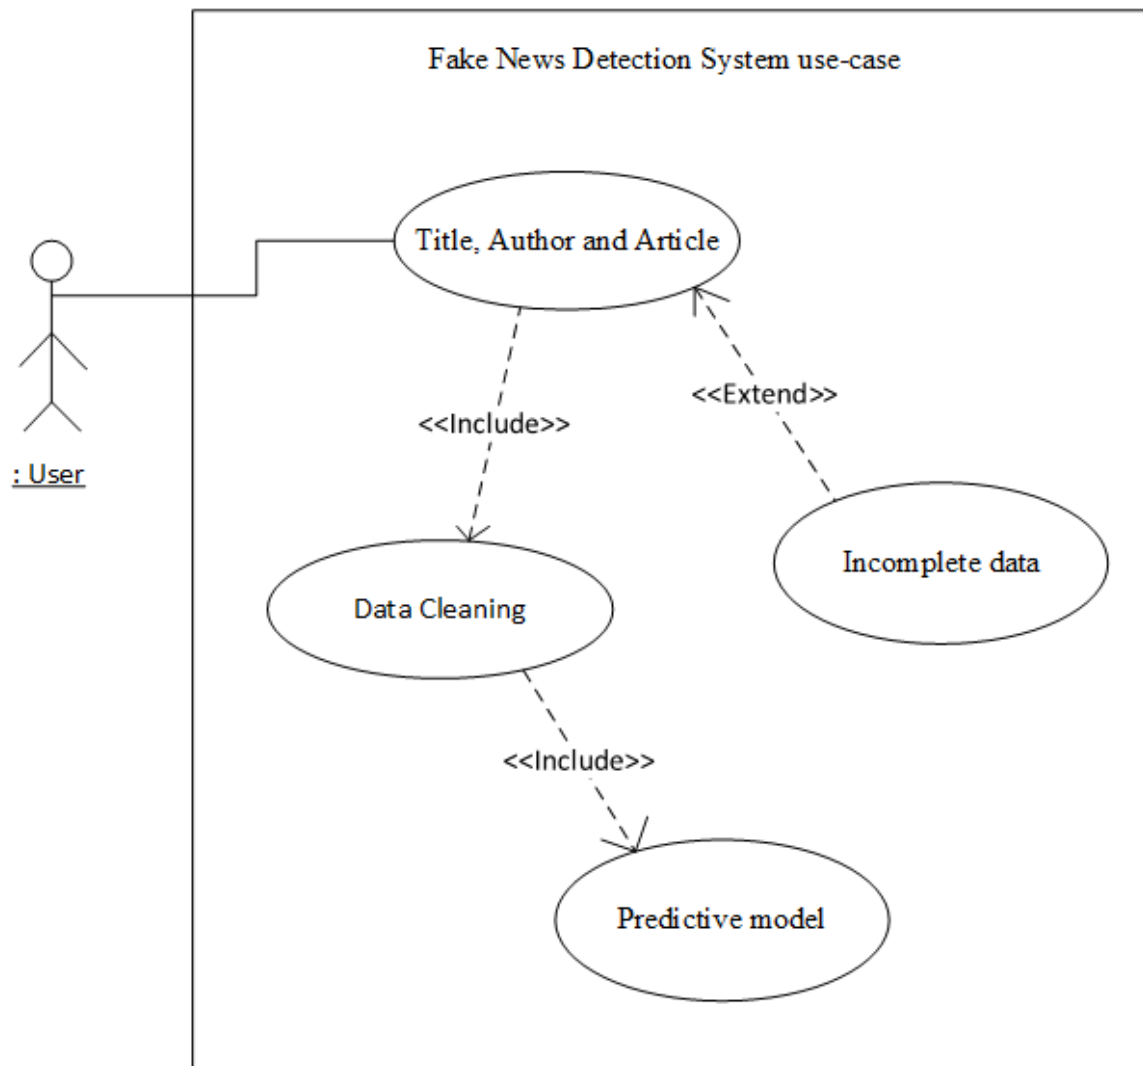 Fake News Detection System use-case
Title, Author and Article
<<Extend>>
<<Include>>
: User
Incomplete data
Data Cleaning
<<Include>>
Predictive model